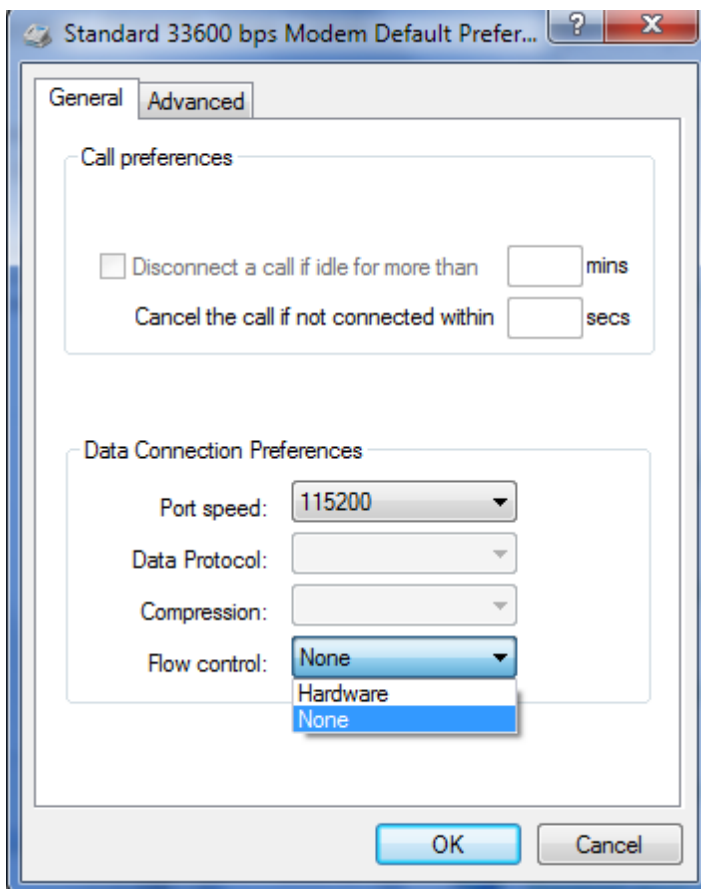 Standard 33600 bps Modem Default Prefer... ? X
General Advanced
Call preferences
Disconnect a call if idle for more than mins
Cancel the call if not connected within secs
Data Connection Preferences
Port speed: 115200
Data Protocol:
Compression:
Flow control: None
Hardware
None
OK Cancel